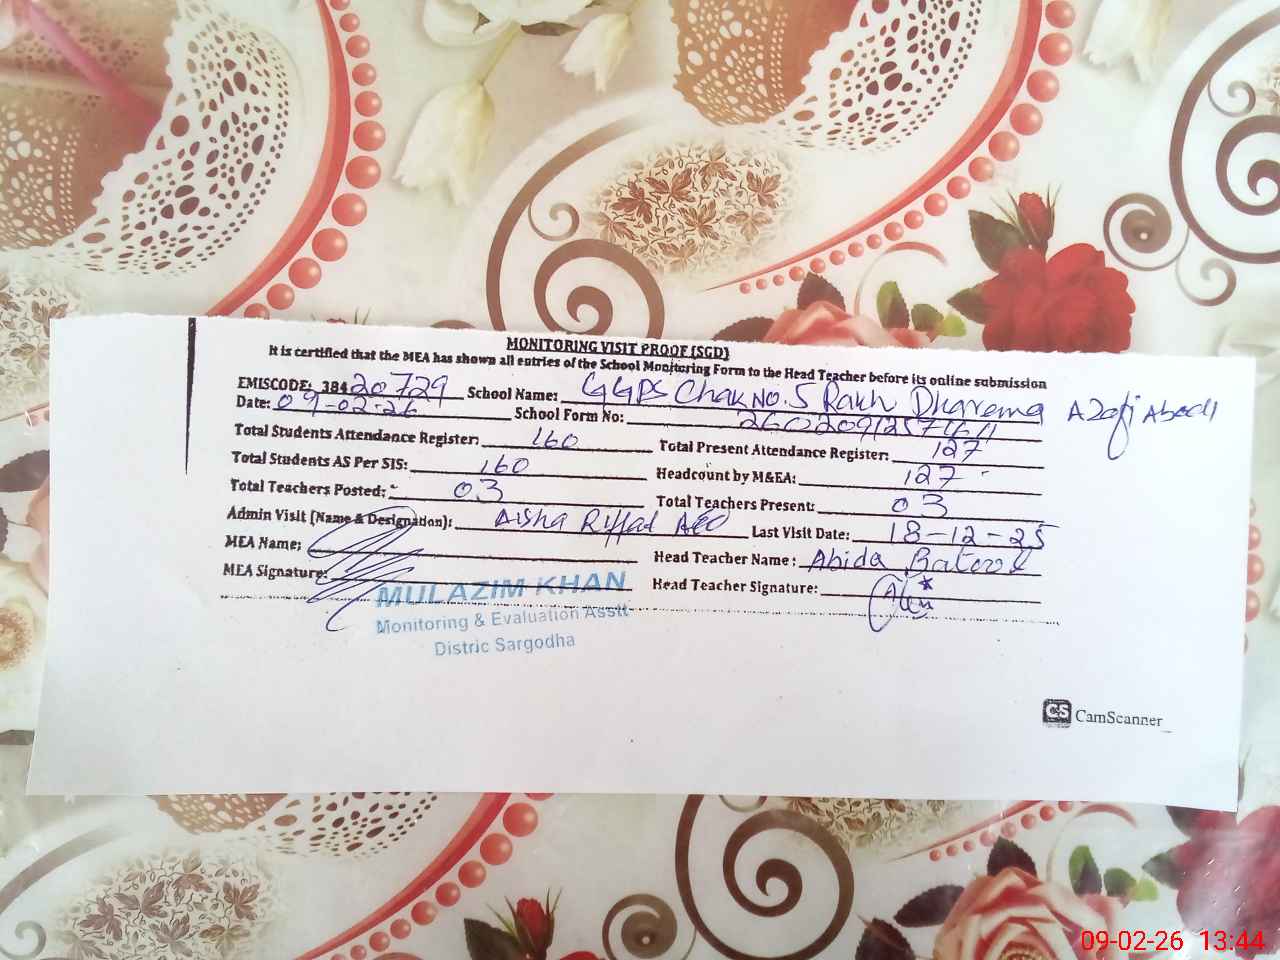 MONITORING VISIT PROOF (SGD)
It is certified that the MEA has shown all entries of the School Monitoring Form to the Head Teacher before its online submission
EMISCODE: 38420729 School Name: GGPS Chak No. 5 Rakh Dharema Azafi Abadi
Date: 09-02-26 School Form No:
Total Students Attendance Register: 160 Total Present Attendance Register: 127
Total Students AS Per SIS: 160 Headcount by M&EA: 127
Total Teachers Posted: 03 Total Teachers Present: 03
Admin Visit (Name & Designation): Aisha Riffat AEO Last Visit Date: 18-12-25
MEA Name: Head Teacher Name: Abida Batool
MEA Signature: Head Teacher Signature:
MULAZIM KHAN
Monitoring & Evaluation Asstt
Distric Sargodha
CS CamScanner
09-02-26 13:44